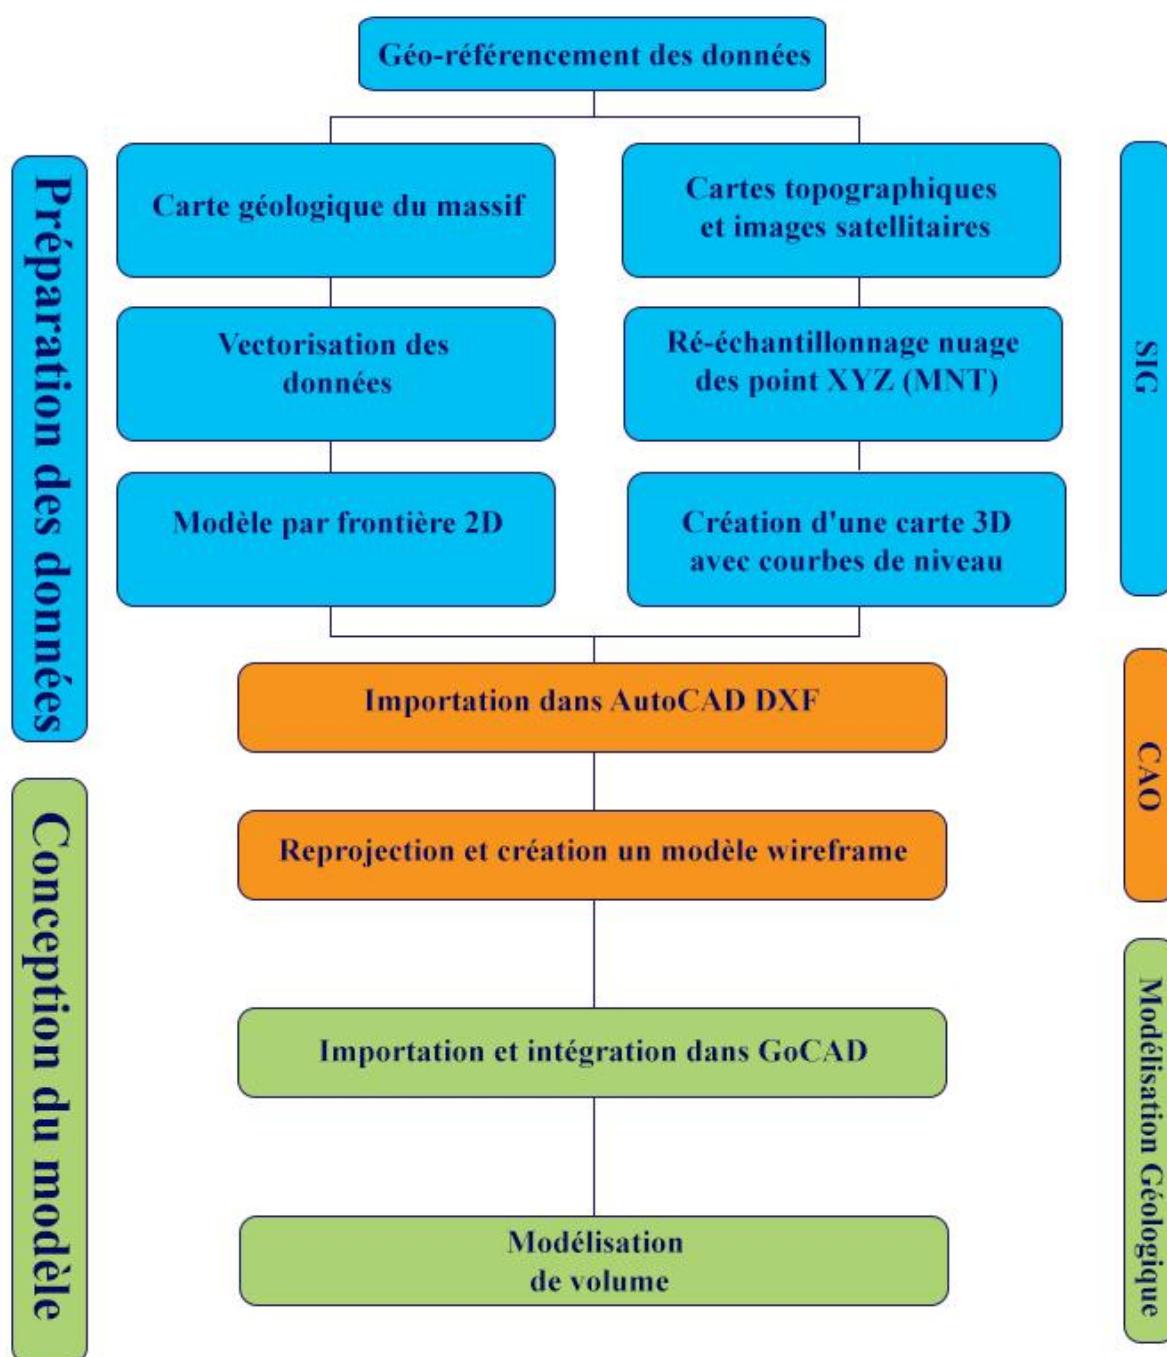 Géo-référencement des données
Préparation des données
Carte géologique du massif
Cartes topographiques
et images satellitaires
SIG
Vectorisation des
données
Ré-échantillonnage nuage
des point XYZ (MNT)
Modèle par frontière 2D
Création d'une carte 3D
avec courbes de niveau
Importation dans AutoCAD DXF
CAO
Reprojection et création un modèle wireframe
Conception du modèle
Importation et intégration dans GoCAD
Modélisation Géologique
Modélisation
de volume